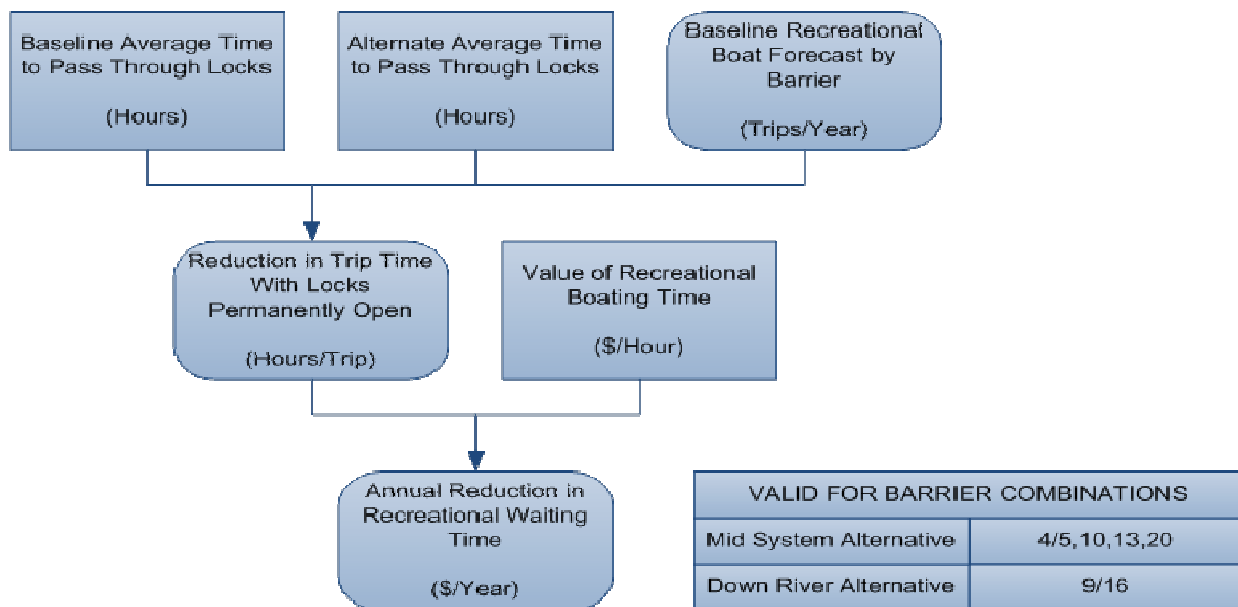 Baseline Average Time
to Pass Through Locks
(Hours)
Alternate Average Time
to Pass Through Locks
(Hours)
Baseline Recreational
Boat Forecast by
Barrier
(Trips/Year)
Reduction in Trip Time
With Locks
Permanently Open
(Hours/Trip)
Value of Recreational
Boating Time
($/Hour)
Annual Reduction in
Recreational Waiting
Time
($/Year)
VALID FOR BARRIER COMBINATIONS
Mid System Alternative 4/5,10,13,20
Down River Alternative 9/16